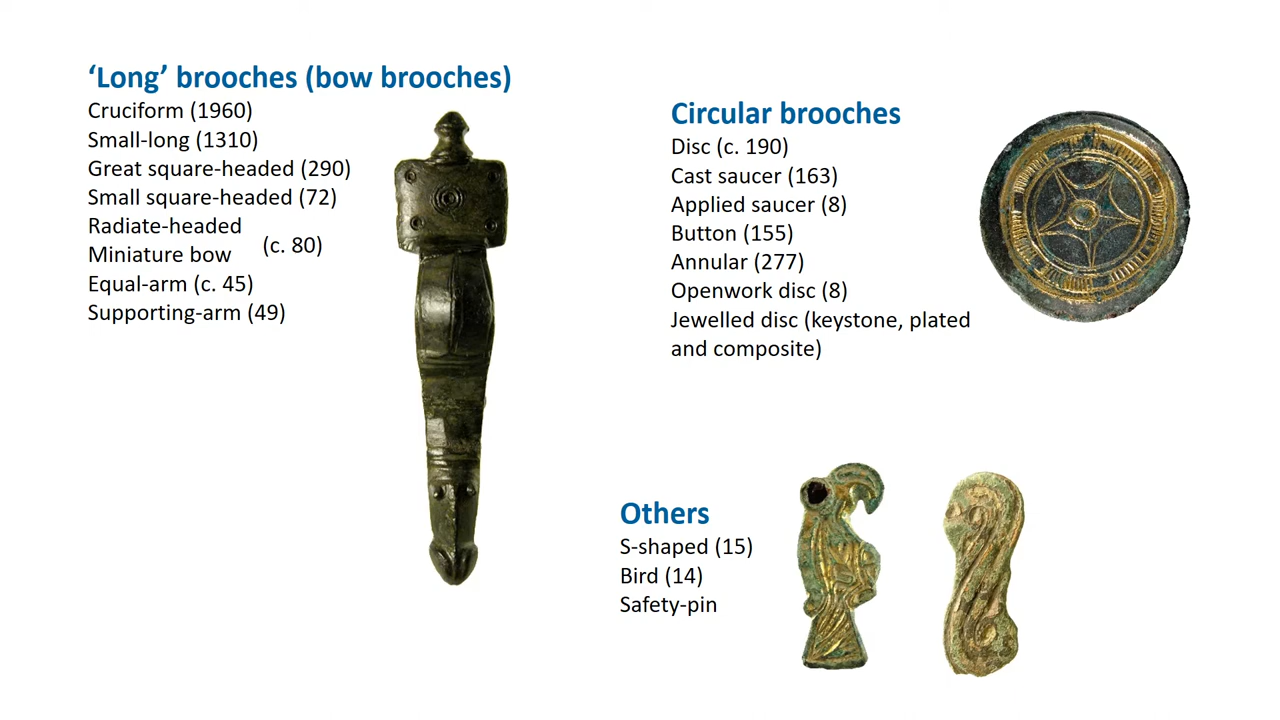 ‘Long’ brooches (bow brooches)
Cruciform (1960)
Small-long (1310)
Great square-headed (290)
Small square-headed (72)
Radiate-headed
Miniature bow
(c. 80)
Equal-arm (c. 45)
Supporting-arm (49)
Circular brooches
Disc (c. 190)
Cast saucer (163)
Applied saucer (8)
Button (155)
Annular (277)
Openwork disc (8)
Jewelled disc (keystone, plated
and composite)
Others
S-shaped (15)
Bird (14)
Safety-pin